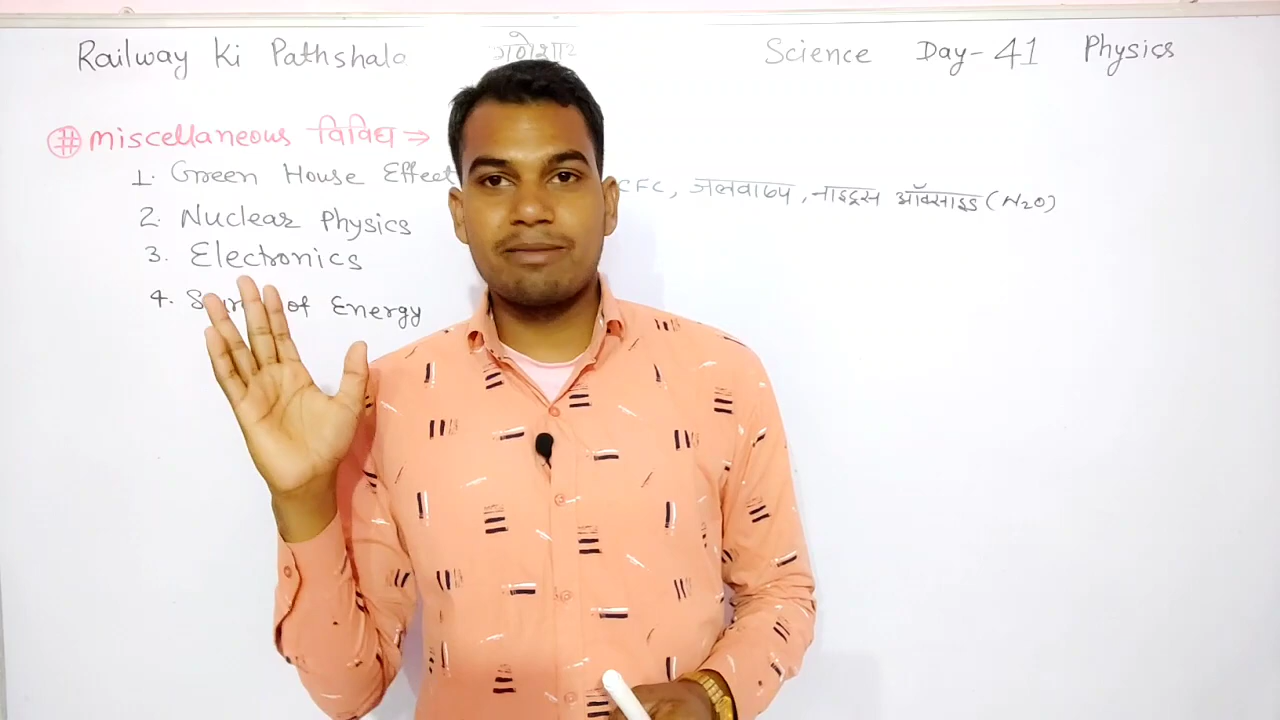 Railway Ki Pathshala Science Day-41 Physics
# miscellaneous विविध →
1. Green House Effect CFC, जलवाष्प, नाइट्रस ऑक्साइड (N2O)
2. Nuclear Physics
3. Electronics
4. of Energy